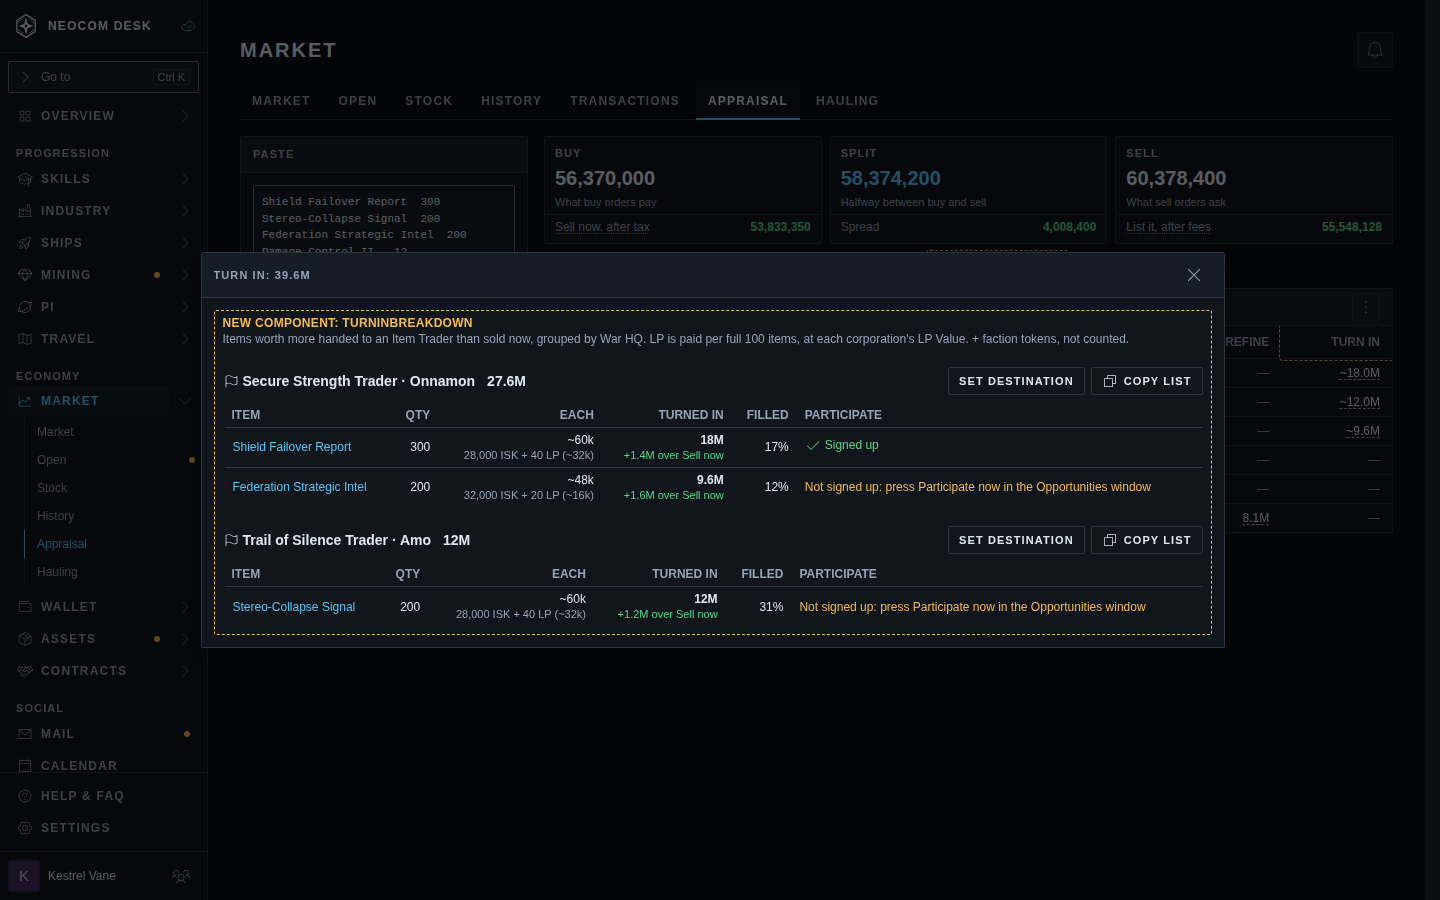 NEOCOM DESK
Go to Ctrl K
OVERVIEW
PROGRESSION
SKILLS
INDUSTRY
SHIPS
MINING
PI
TRAVEL
ECONOMY
MARKET
Market
Open
Stock
History
Appraisal
Hauling
WALLET
ASSETS
CONTRACTS
SOCIAL
MAIL
CALENDAR
HELP & FAQ
SETTINGS
K Kestrel Vane
MARKET
MARKET OPEN STOCK HISTORY TRANSACTIONS APPRAISAL HAULING
PASTE
Shield Failover Report 300
Stereo-Collapse Signal 200
Federation Strategic Intel 200
Damage Control II 12
BUY
56,370,000
What buy orders pay
Sell now, after tax 53,833,350
SPLIT
58,374,200
Halfway between buy and sell
Spread 4,008,400
SELL
60,378,400
What sell orders ask
List it, after fees 55,548,128
TURN IN: 39.6M
NEW COMPONENT: TURNINBREAKDOWN
Items worth more handed to an Item Trader than sold now, grouped by War HQ. LP is paid per full 100 items, at each corporation's LP Value. + faction tokens, not counted.
Secure Strength Trader · Onnamon 27.6M
SET DESTINATION COPY LIST
ITEM QTY EACH TURNED IN FILLED PARTICIPATE
Shield Failover Report 300 ~60k 18M 17% Signed up
28,000 ISK + 40 LP (~32k) +1.4M over Sell now
Federation Strategic Intel 200 ~48k 9.6M 12% Not signed up: press Participate now in the Opportunities window
32,000 ISK + 20 LP (~16k) +1.6M over Sell now
Trail of Silence Trader · Amo 12M
SET DESTINATION COPY LIST
ITEM QTY EACH TURNED IN FILLED PARTICIPATE
Stereo-Collapse Signal 200 ~60k 12M 31% Not signed up: press Participate now in the Opportunities window
28,000 ISK + 40 LP (~32k) +1.2M over Sell now
REFINE TURN IN
— ~18.0M
— ~12.0M
— ~9.6M
— —
— —
8.1M —